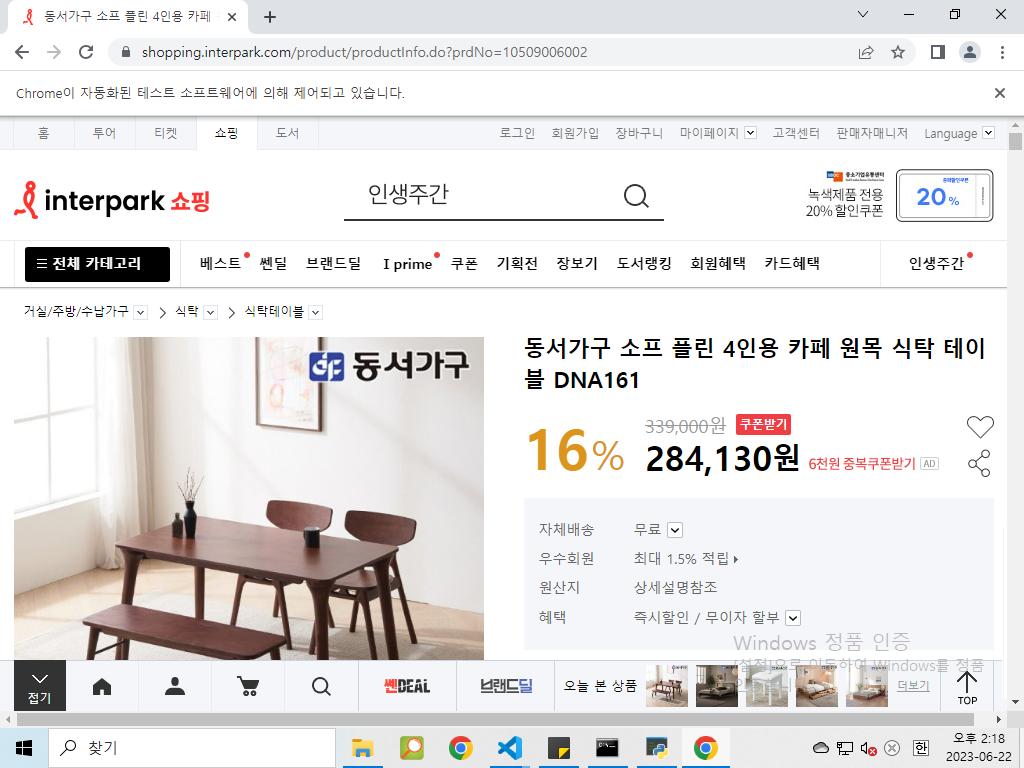 동서가구 소프 플린 4인용 카페
shopping.interpark.com/product/productInfo.do?prdNo=10509006002
Chrome이 자동화된 테스트 소프트웨어에 의해 제어되고 있습니다.
홈 투어 티켓 쇼핑 도서 로그인 회원가입 장바구니 마이페이지 고객센터 판매자매니저 Language
interpark 쇼핑
인생주간
중소기업유통센터
녹색제품 전용
20% 할인쿠폰
20%
전체 카테고리 베스트 쎈딜 브랜드딜 I prime 쿠폰 기획전 장보기 도서랭킹 회원혜택 카드혜택 인생주간
거실/주방/수납가구 식탁 식탁테이블
동서가구
동서가구 소프 플린 4인용 카페 원목 식탁 테이
블 DNA161
16%
339,000원 쿠폰받기
284,130원 6천원 중복쿠폰받기 AD
자체배송 무료
우수회원 최대 1.5% 적립
원산지 상세설명참조
혜택 즉시할인 / 무이자 할부
Windows 정품 인증
[설정]으로 이동하여 Windows를 정품
접기
쎈DEAL
브랜드딜
오늘 본 상품
더보기
TOP
찾기
한
오후 2:18
2023-06-22